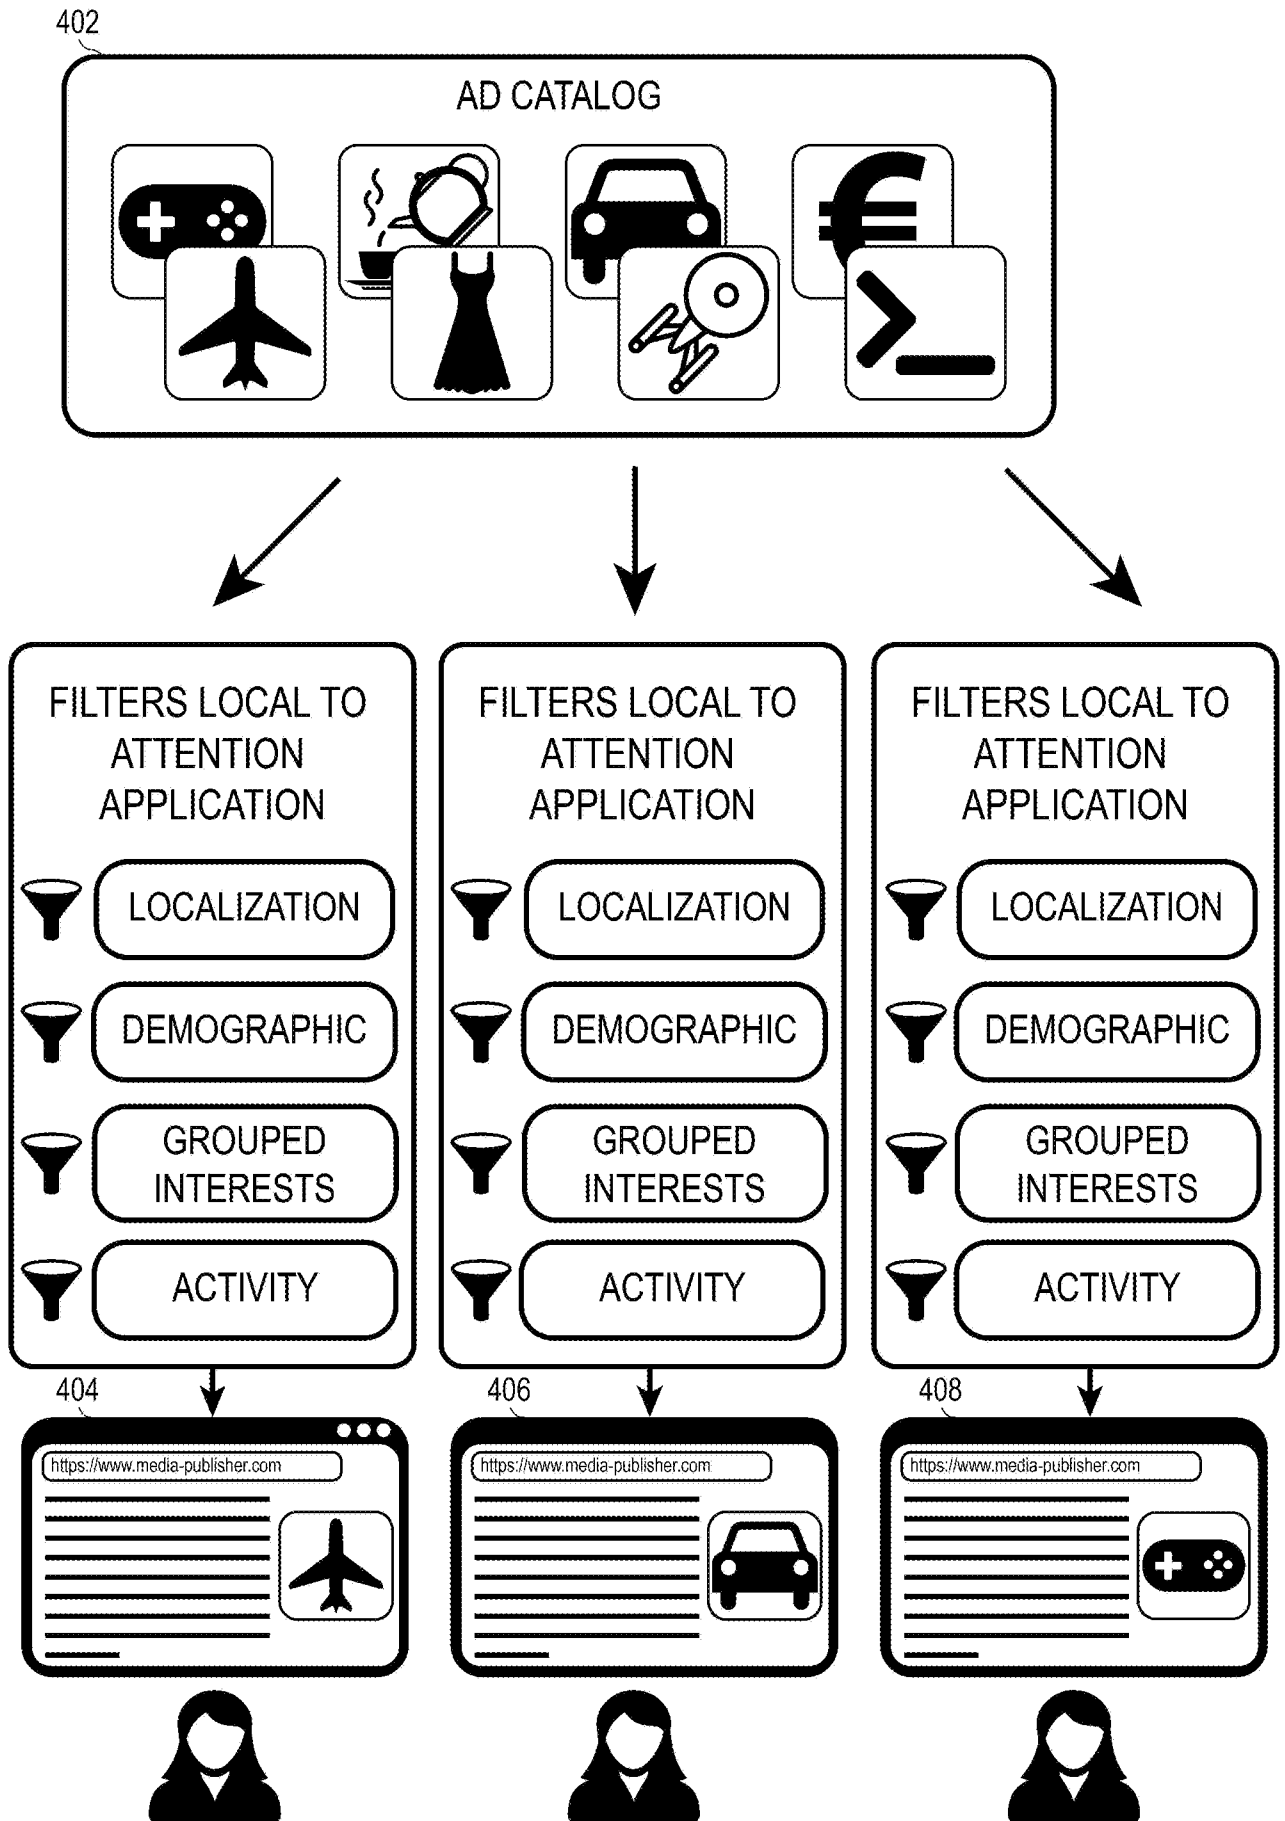 402
AD CATALOG
FILTERS LOCAL TO
ATTENTION
APPLICATION
LOCALIZATION
DEMOGRAPHIC
GROUPED
INTERESTS
ACTIVITY
FILTERS LOCAL TO
ATTENTION
APPLICATION
LOCALIZATION
DEMOGRAPHIC
GROUPED
INTERESTS
ACTIVITY
FILTERS LOCAL TO
ATTENTION
APPLICATION
LOCALIZATION
DEMOGRAPHIC
GROUPED
INTERESTS
ACTIVITY
404
https://www.media-publisher.com
406
https://www.media-publisher.com
408
https://www.media-publisher.com